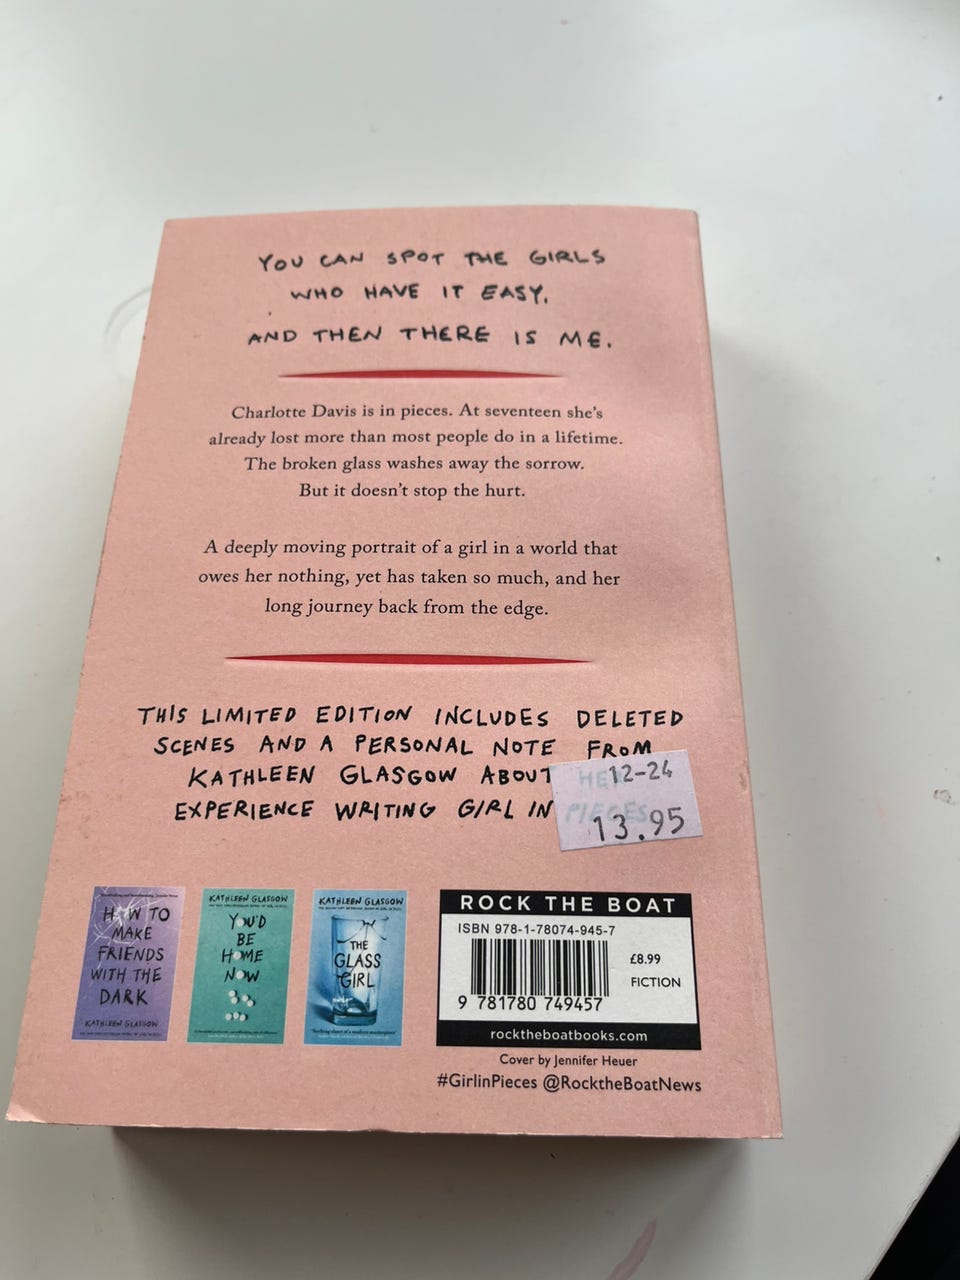 YOU CAN SPOT THE GIRLS
WHO HAVE IT EASY.
AND THEN THERE IS ME.
Charlotte Davis is in pieces. At seventeen she's
already lost more than most people do in a lifetime.
The broken glass washes away the sorrow.
But it doesn't stop the hurt.
A deeply moving portrait of a girl in a world that
owes her nothing, yet has taken so much, and her
long journey back from the edge.
THIS LIMITED EDITION INCLUDES DELETED
SCENES AND A PERSONAL NOTE FROM
KATHLEEN GLASGOW ABOUT HER
EXPERIENCE WRITING GIRL IN PIECES
12-24
13.95
HOW TO
MAKE
FRIENDS
WITH THE
DARK
KATHLEEN GLASGOW
KATHLEEN GLASGOW
YOU'D
BE
HOME
NOW
KATHLEEN GLASGOW
THE
GLASS
GIRL
ROCK THE BOAT
ISBN 978-1-78074-945-7
£8.99
FICTION
9 781780 749457
rocktheboatbooks.com
Cover by Jennifer Heuer
#GirlinPieces @RocktheBoatNews